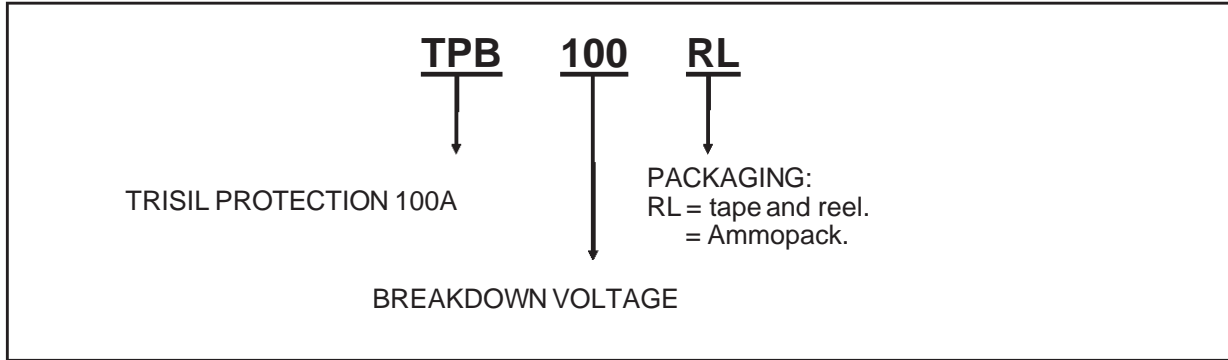 TPB 100 RL
TRISIL PROTECTION 100A
PACKAGING:
RL = tape and reel.
= Ammopack.
BREAKDOWN VOLTAGE